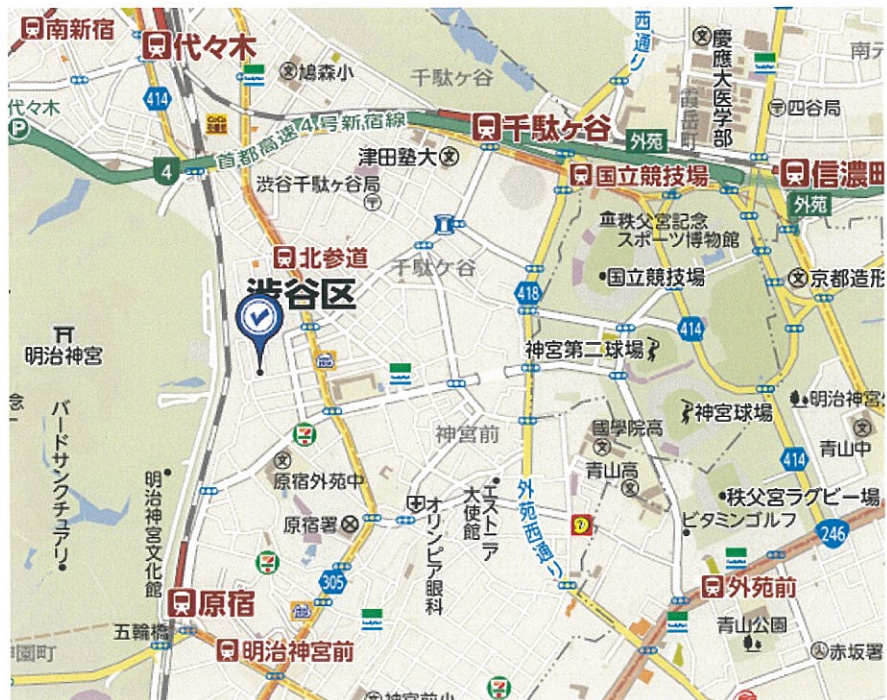 南新宿
代々木
鳩森小
千駄ケ谷
西通り
慶應大医学部
FamilyMart
霞岳町
四谷局
414
代々木
P
CoCo
首都高速4号新宿線
4
千駄ケ谷
外苑
津田塾大
国立競技場
信濃町
外苑
渋谷千駄ケ谷局
秩父宮記念
スポーツ博物館
北参道
千駄ケ谷
国立競技場
京都造形
渋谷区
418
414
明治神宮
神宮第二球場
神宮球場
明治神宮
バードサンクチュアリ
神宮前
國學院高
青山中
414
原宿外苑中
青山高
明治神宮文化館
原宿署
オリンピア眼科
エストニア
大使館
外苑西通り
秩父宮ラグビー場
ビタミンゴルフ
246
305
原宿
外苑前
五輪橋
明治神宮前
青山公園
赤坂署
園町
神宮前小